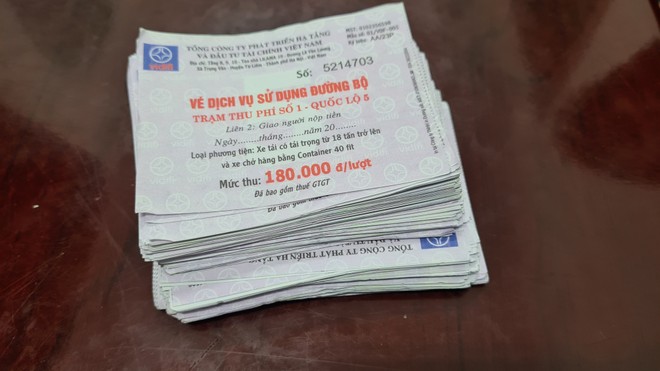 TỔNG CÔNG TY PHÁT TRIỂN HẠ TẦNG
VÀ ĐẦU TƯ TÀI CHÍNH VIỆT NAM
Số: 5214703
VÉ DỊCH VỤ SỬ DỤNG ĐƯỜNG BỘ
TRẠM THU PHÍ SỐ 1 - QUỐC LỘ 5
Liên 2: Giao người nộp tiền
Ngày........tháng........năm 20........
Loại phương tiện: Xe tải có tải trọng từ 18 tấn trở lên
và xe chở hàng bằng Container 40 fit
Mức thu: 180.000 đ/lượt
Đã bao gồm thuế GTGT
TỔNG CÔNG TY PHÁT TRIỂN HẠ TẦNG